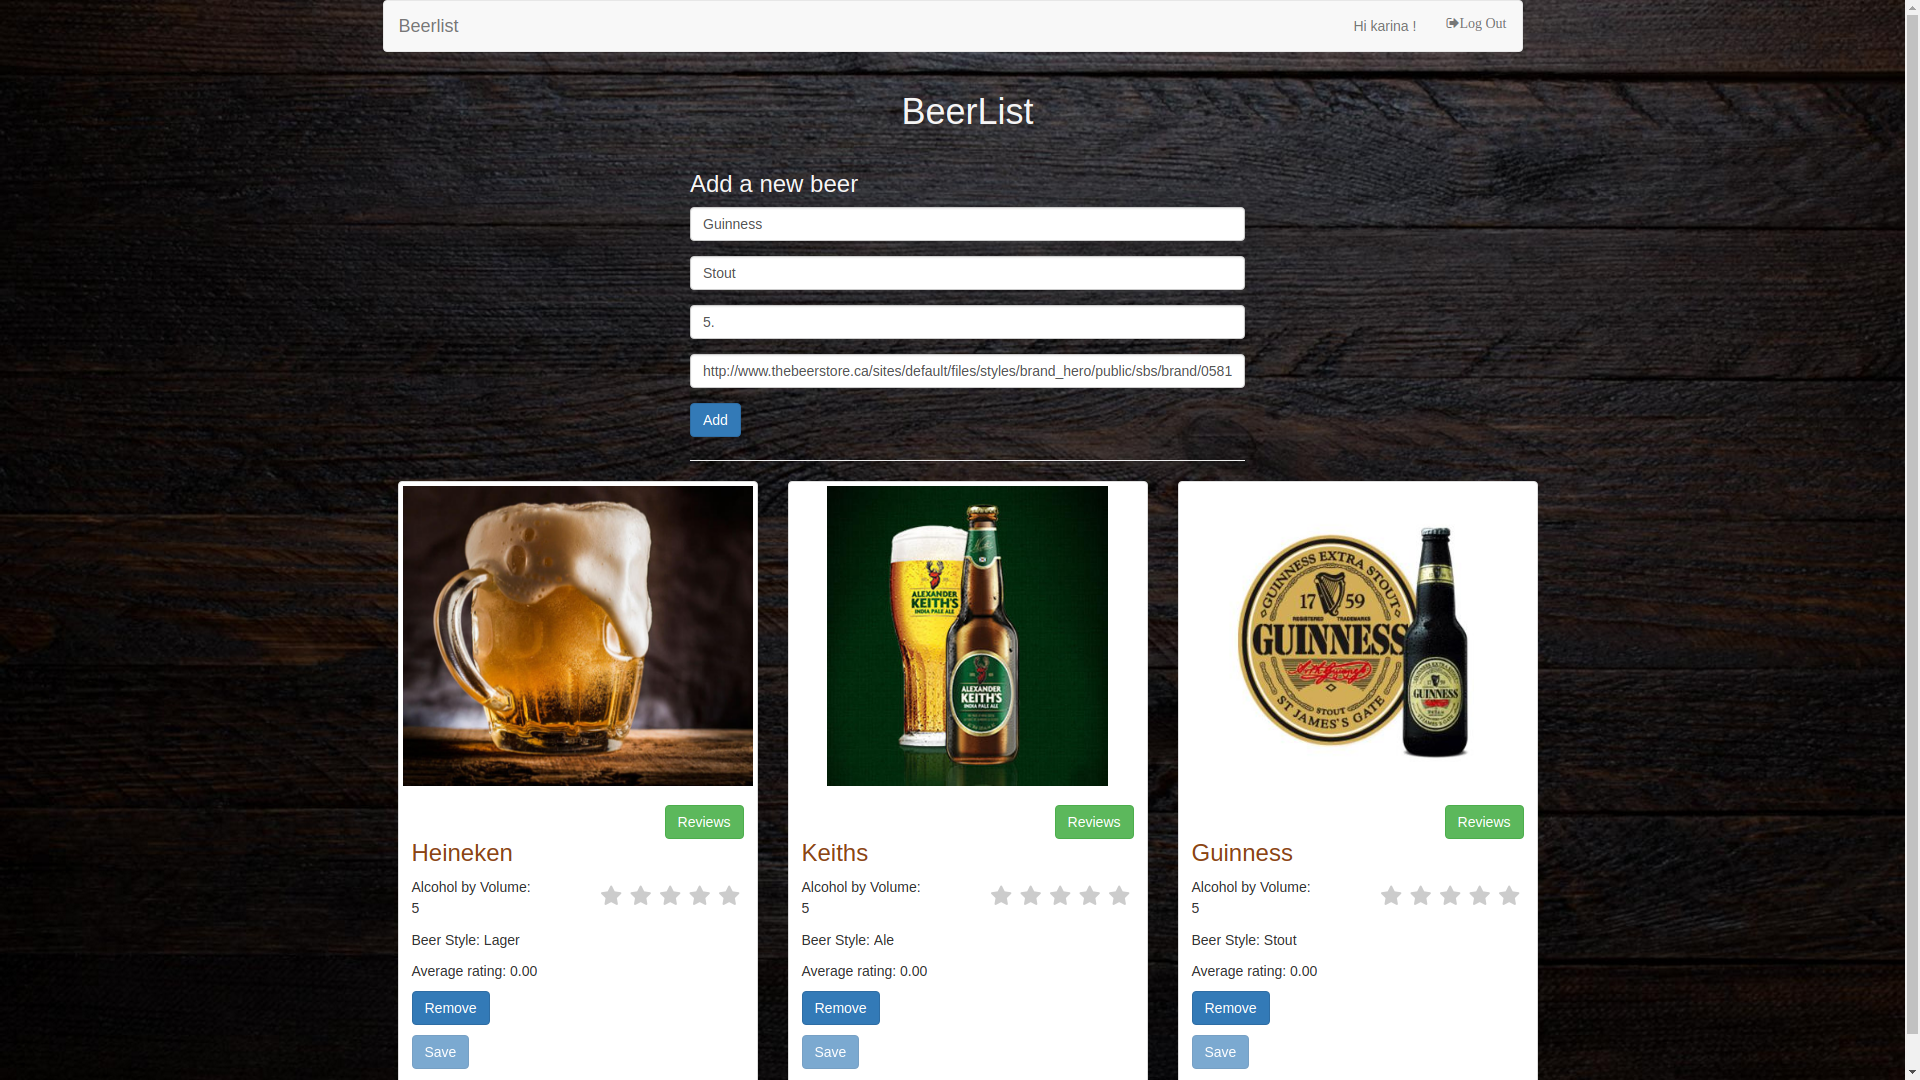 Beerlist
Hi karina !
Log Out
BeerList
Add a new beer
Guinness
Stout
5.
http://www.thebeerstore.ca/sites/default/files/styles/brand_hero/public/sbs/brand/0581
Add
ALEXANDER
KEITH'S
INDIA PALE ALE
ALEXANDER
KEITH'S
INDIA PALE ALE
GUINNESS EXTRA STOUT
17 59
REGISTERED TRADEMARKS
GUINNESS
STOUT
ST JAMES'S GATE
GUINNESS
Reviews
Reviews
Reviews
Heineken
Alcohol by Volume:
5
Beer Style: Lager
Average rating: 0.00
Remove
Save
Keiths
Alcohol by Volume:
5
Beer Style: Ale
Average rating: 0.00
Remove
Save
Guinness
Alcohol by Volume:
5
Beer Style: Stout
Average rating: 0.00
Remove
Save